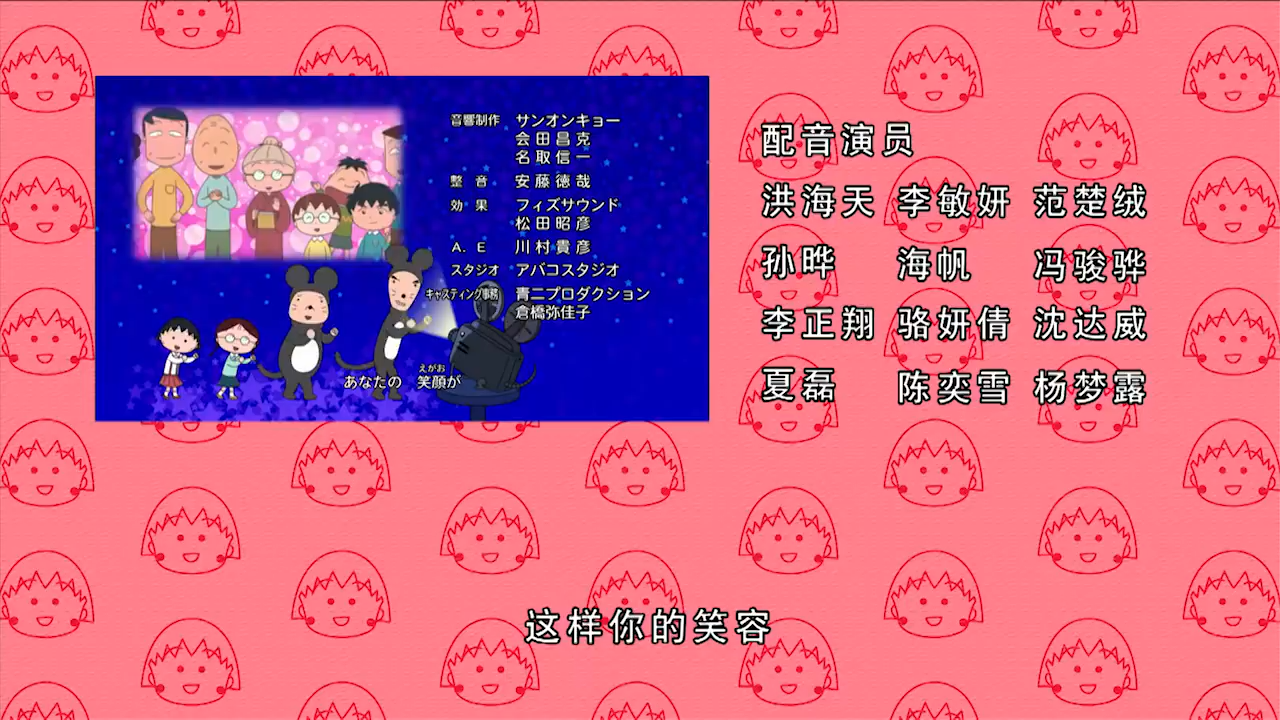 音響制作 サンオンキョー
会田昌克
名取信一
整音 安藤徳哉
効果 フィズサウンド
松田昭彦
A.E 川村貴彦
スタジオ アバコスタジオ
キャスティング事務 青二プロダクション
倉橋弥佳子
えがお
あなたの 笑顔が
配音演员
洪海天 李敏妍 范楚绒
孙晔 海帆 冯骏骅
李正翔 骆妍倩 沈达威
夏磊 陈奕雪 杨梦露
这样你的笑容